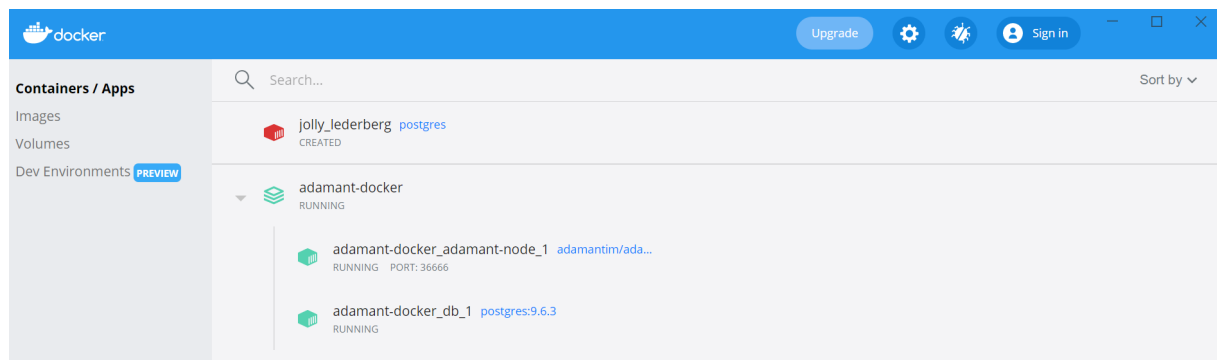 docker
Upgrade
Sign in
Containers / Apps
Images
Volumes
Dev Environments PREVIEW
Search...
Sort by
jolly_lederberg postgres
CREATED
adamant-docker
RUNNING
adamant-docker_adamant-node_1 adamantim/ada...
RUNNING PORT: 36666
adamant-docker_db_1 postgres:9.6.3
RUNNING